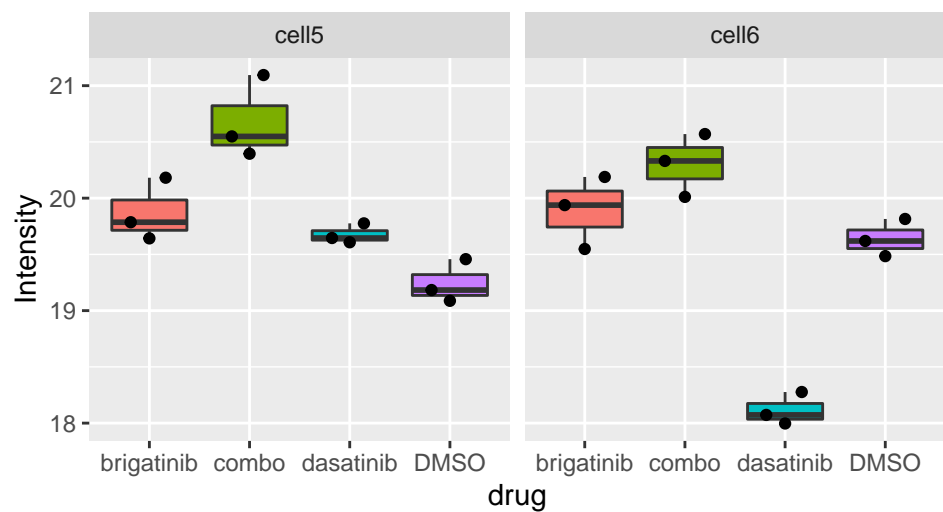 cell5 cell6
21
20
19
18
Intensity
brigatinib combo dasatinib DMSO brigatinib combo dasatinib DMSO
drug